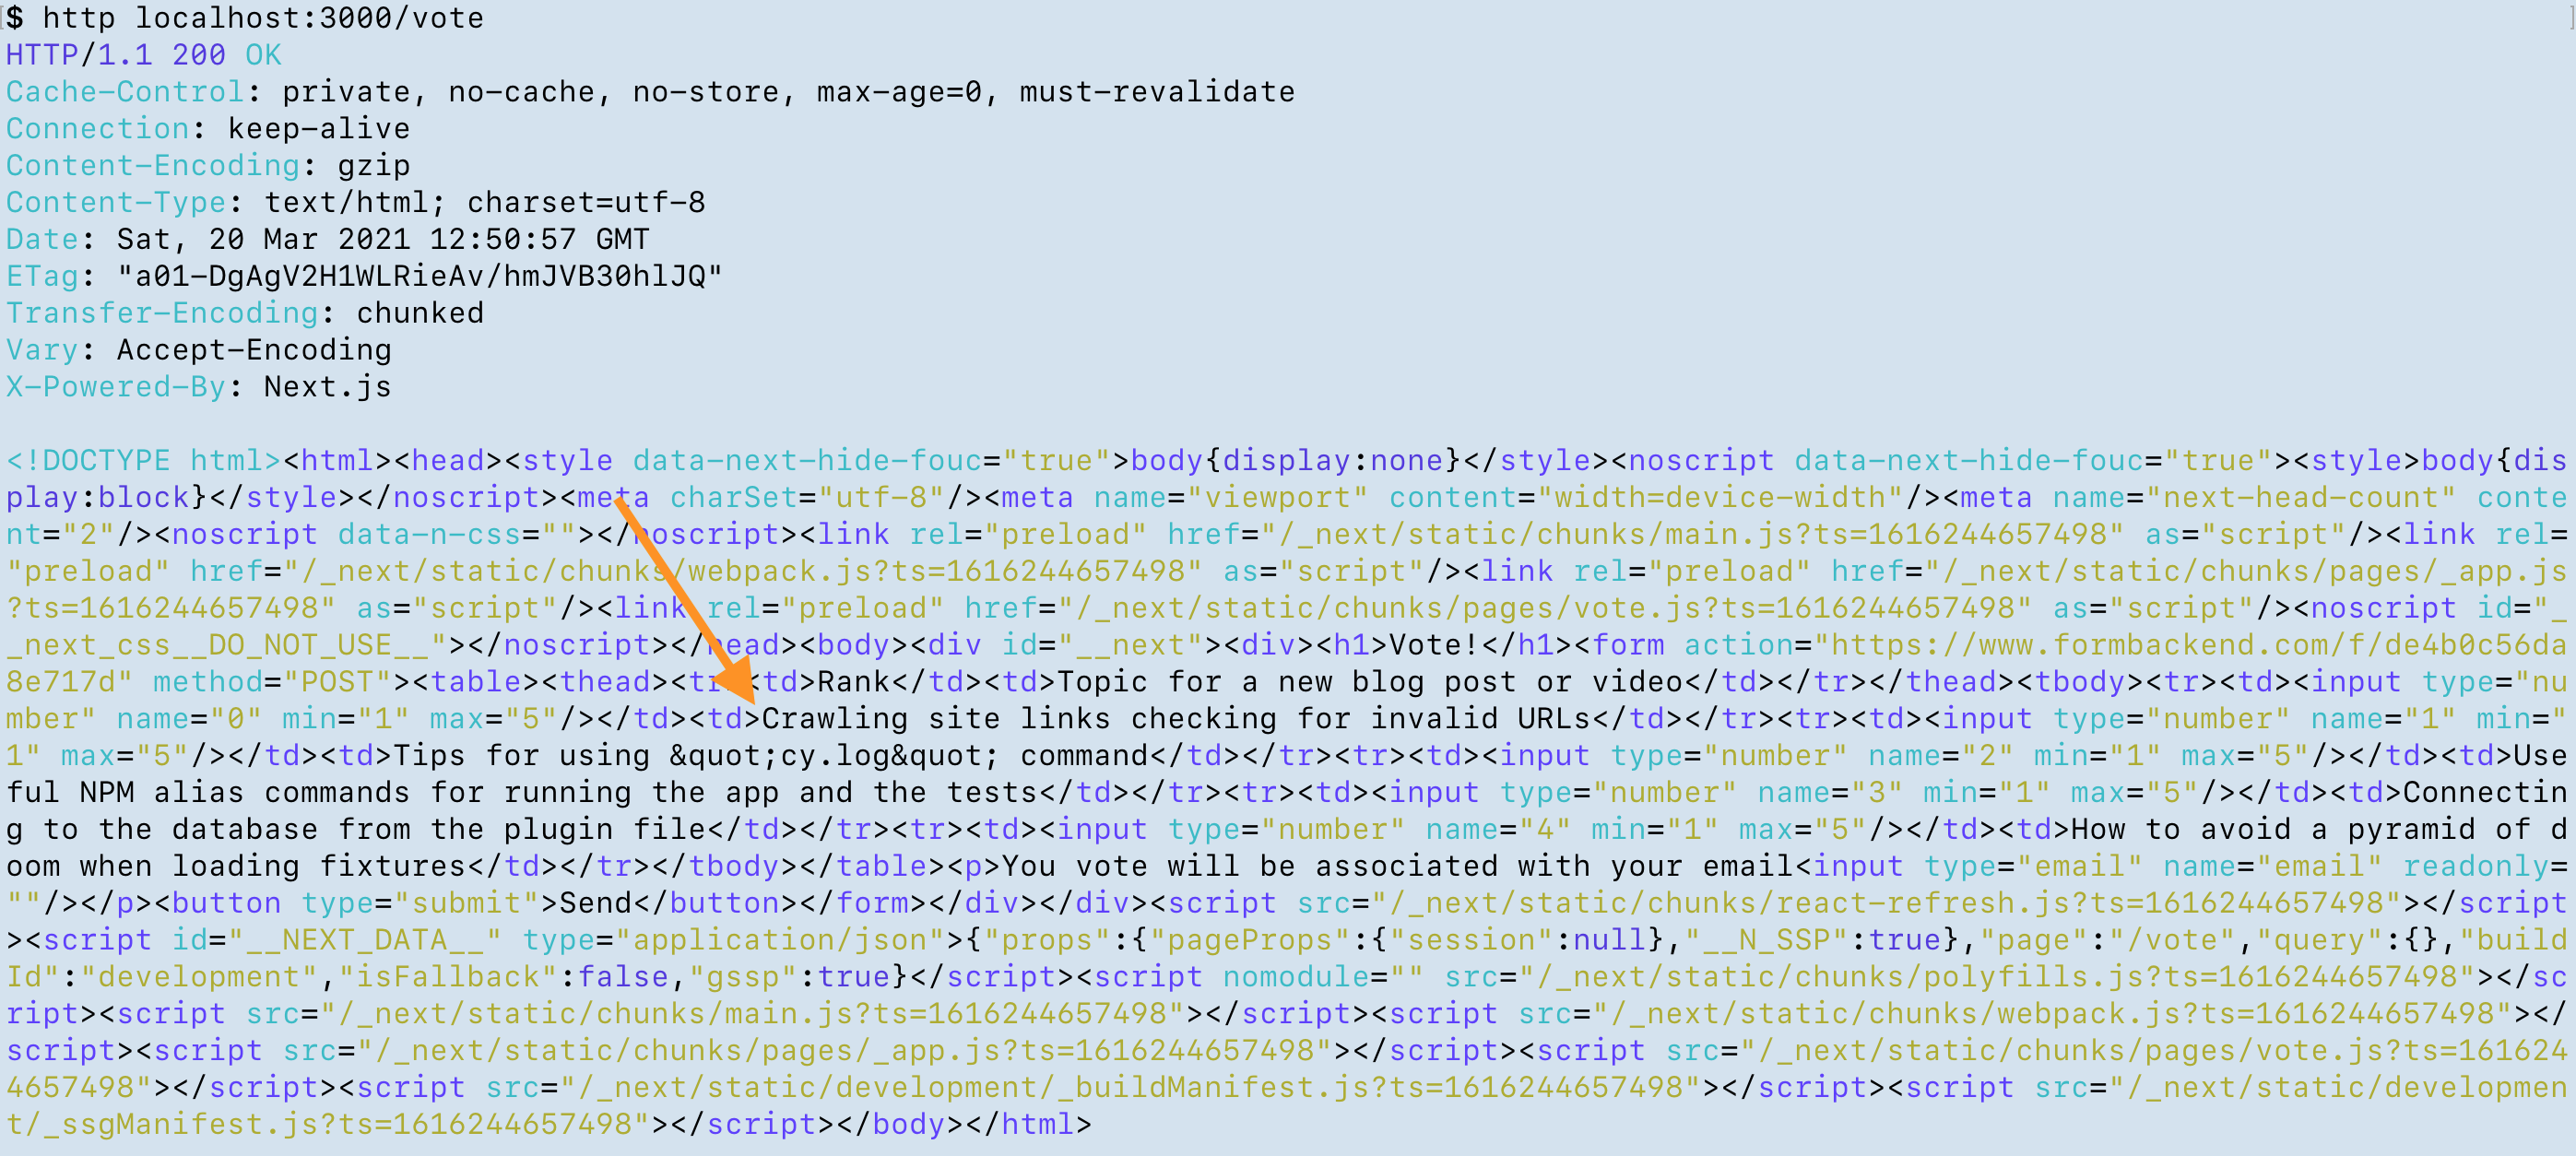 $ http localhost:3000/vote
HTTP/1.1 200 OK
Cache-Control: private, no-cache, no-store, max-age=0, must-revalidate
Connection: keep-alive
Content-Encoding: gzip
Content-Type: text/html; charset=utf-8
Date: Sat, 20 Mar 2021 12:50:57 GMT
ETag: "a01-DgAgV2H1WLRieAv/hmJVB30hlJQ"
Transfer-Encoding: chunked
Vary: Accept-Encoding
X-Powered-By: Next.js
<!DOCTYPE html><html><head><style data-next-hide-fouc="true">body{display:none}</style><noscript data-next-hide-fouc="true"><style>body{dis
play:block}</style></noscript><meta charSet="utf-8"/><meta name="viewport" content="width=device-width"/><meta name="next-head-count" conte
nt="2"/><noscript data-n-css=""></noscript><link rel="preload" href="/_next/static/chunks/main.js?ts=1616244657498" as="script"/><link rel=
"preload" href="/_next/static/chunks/webpack.js?ts=1616244657498" as="script"/><link rel="preload" href="/_next/static/chunks/pages/_app.js
?ts=1616244657498" as="script"/><link rel="preload" href="/_next/static/chunks/pages/vote.js?ts=1616244657498" as="script"/><noscript id="_
_next_css__DO_NOT_USE__"></noscript></head><body><div id="__next"><div><h1>Vote!</h1><form action="https://www.formbackend.com/f/de4b0c56da
8e717d" method="POST"><table><thead><tr><td>Rank</td><td>Topic for a new blog post or video</td></tr></thead><tbody><tr><td><input type="nu
mber" name="0" min="1" max="5"/></td><td>Crawling site links checking for invalid URLs</td></tr><tr><td><input type="number" name="1" min="
1" max="5"/></td><td>Tips for using &quot;cy.log&quot; command</td></tr><tr><td><input type="number" name="2" min="1" max="5"/></td><td>Use
ful NPM alias commands for running the app and the tests</td></tr><tr><td><input type="number" name="3" min="1" max="5"/></td><td>Connectin
g to the database from the plugin file</td></tr><tr><td><input type="number" name="4" min="1" max="5"/></td><td>How to avoid a pyramid of d
oom when loading fixtures</td></tr></tbody></table><p>You vote will be associated with your email<input type="email" name="email" readonly=
""/></p><button type="submit">Send</button></form></div></div><script src="/_next/static/chunks/react-refresh.js?ts=1616244657498"></script
><script id="__NEXT_DATA__" type="application/json">{"props":{"pageProps":{"session":null},"__N_SSP":true},"page":"/vote","query":{},"build
Id":"development","isFallback":false,"gssp":true}</script><script nomodule="" src="/_next/static/chunks/polyfills.js?ts=1616244657498"></sc
ript><script src="/_next/static/chunks/main.js?ts=1616244657498"></script><script src="/_next/static/chunks/webpack.js?ts=1616244657498"></
script><script src="/_next/static/chunks/pages/_app.js?ts=1616244657498"></script><script src="/_next/static/chunks/pages/vote.js?ts=161624
4657498"></script><script src="/_next/static/development/_buildManifest.js?ts=1616244657498"></script><script src="/_next/static/developmen
t/_ssgManifest.js?ts=1616244657498"></script></body></html>